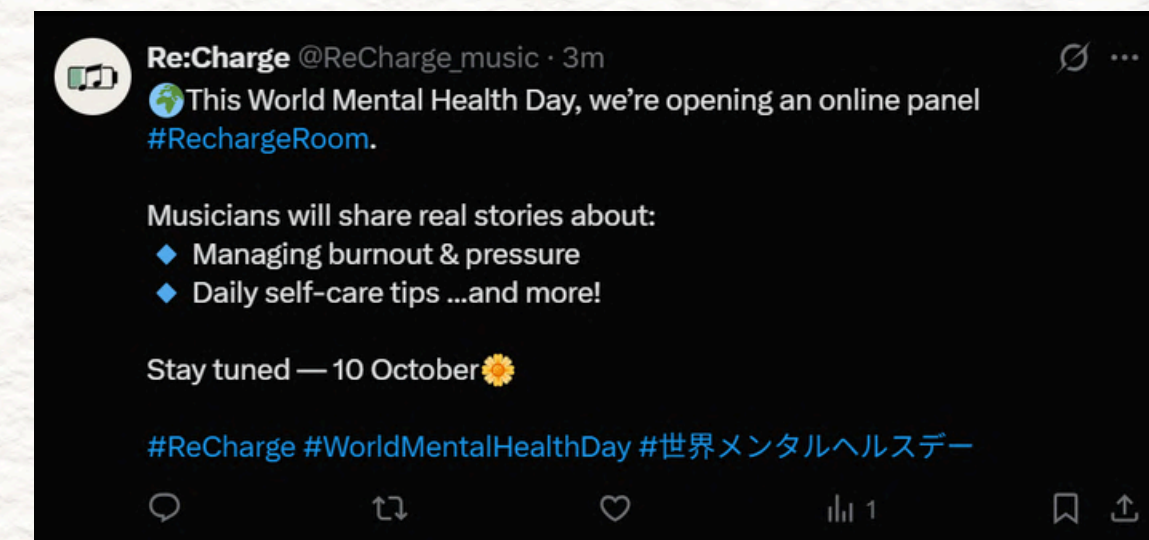 Re:Charge @ReCharge_music · 3m
🌍This World Mental Health Day, we're opening an online panel
#RechargeRoom.
Musicians will share real stories about:
🔹 Managing burnout & pressure
🔹 Daily self-care tips ...and more!
Stay tuned — 10 October🌼
#ReCharge #WorldMentalHealthDay #世界メンタルヘルスデー
1